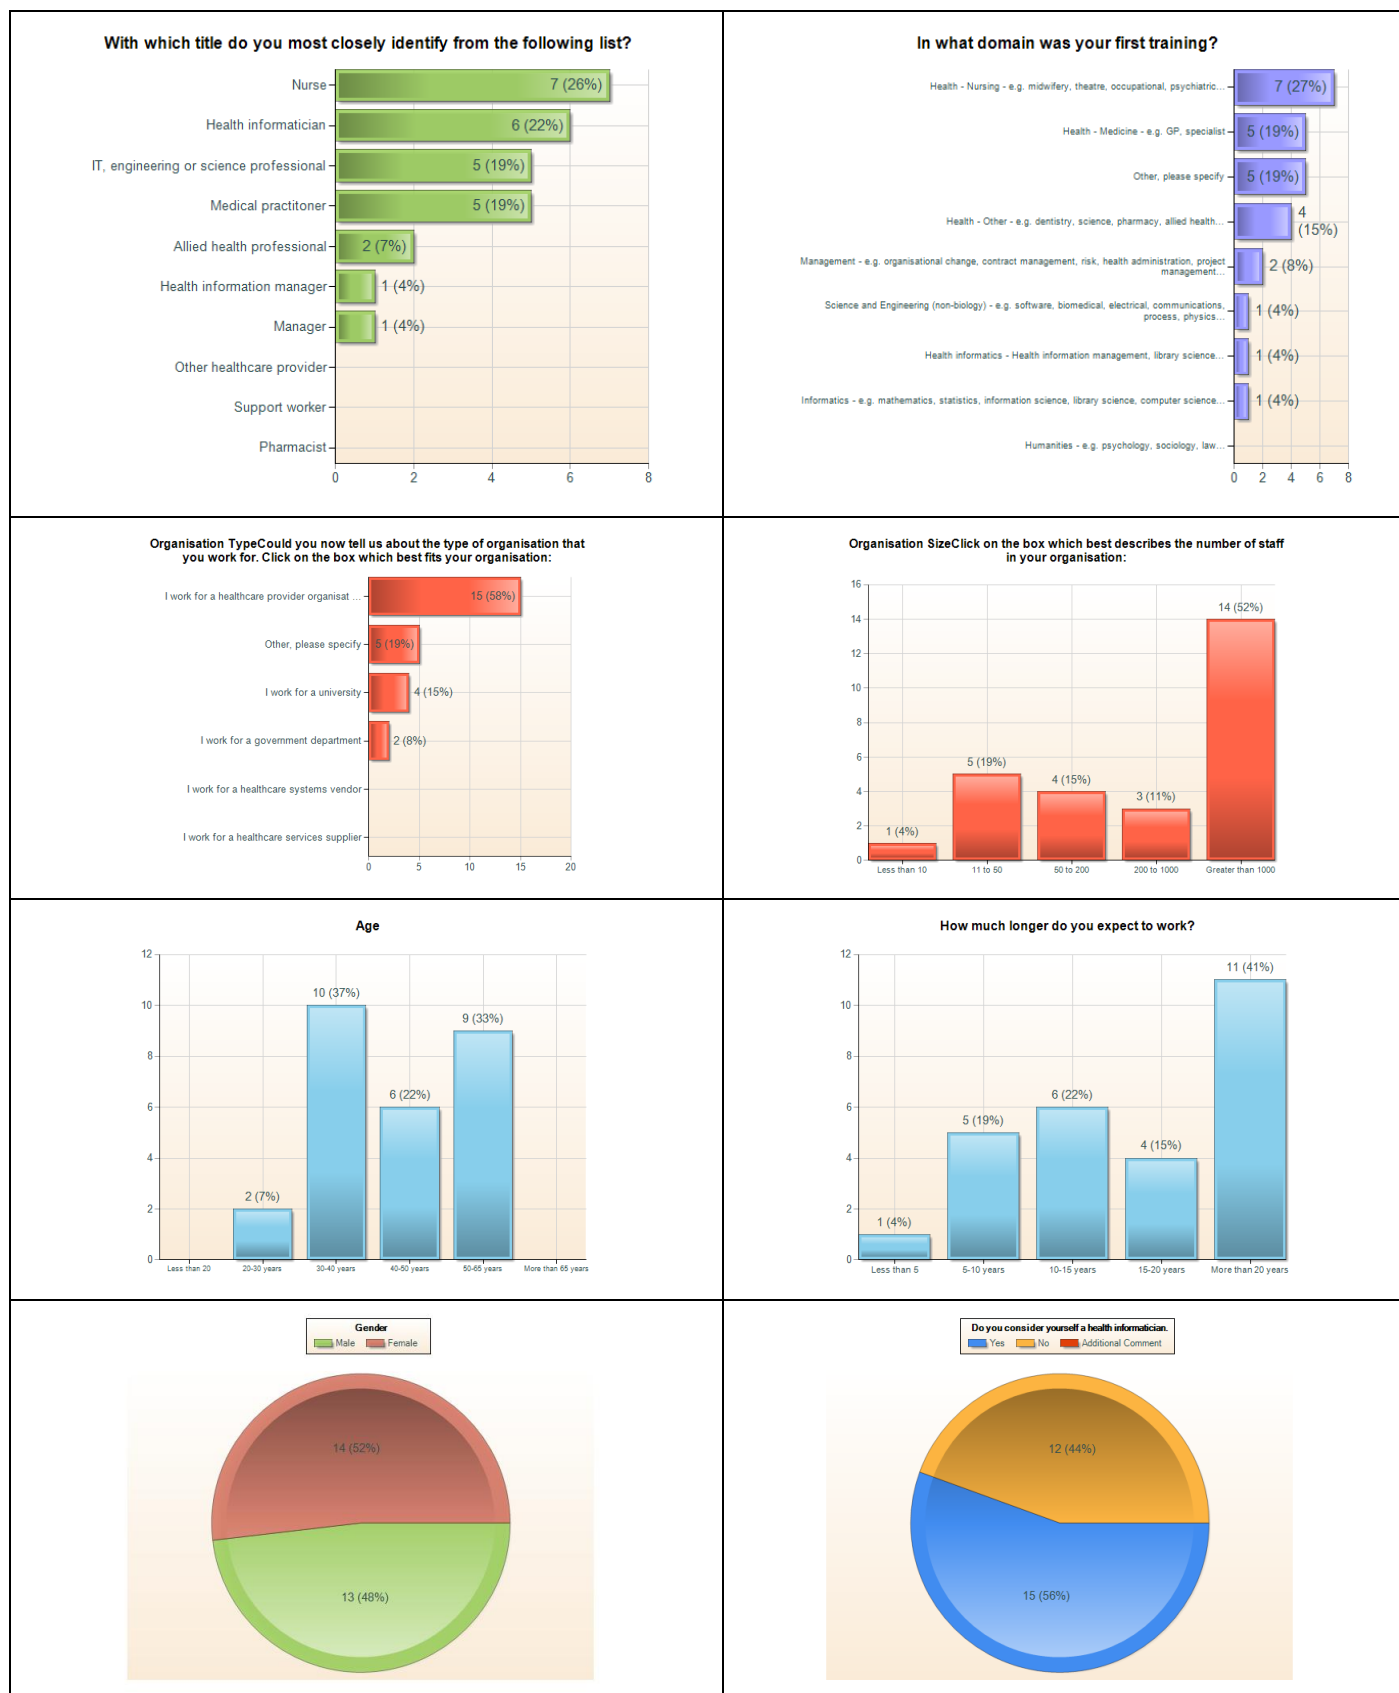 With which title do you most closely identify from the following list?
Nurse
7 (26%)
Health informatician
6 (22%)
IT, engineering or science professional
5 (19%)
Medical practitoner
5 (19%)
Allied health professional
2 (7%)
Health information manager
1 (4%)
Manager
1 (4%)
Other healthcare provider
Support worker
Pharmacist
0 2 4 6 8
In what domain was your first training?
Health - Nursing - e.g. midwifery, theatre, occupational, psychiatric...
7 (27%)
Health - Medicine - e.g. GP, specialist
5 (19%)
Other, please specify
5 (19%)
Health - Other - e.g. dentistry, science, pharmacy, allied health...
4
(15%)
Management - e.g. organisational change, contract management, risk, health administration, project
management...
2 (8%)
Science and Engineering (non-biology) - e.g. software, biomedical, electrical, communications,
process, physics...
1 (4%)
Health informatics - Health information management, library science...
1 (4%)
Informatics - e.g. mathematics, statistics, information science, library science, computer science...
1 (4%)
Humanities - e.g. psychology, sociology, law...
0 2 4 6 8
Organisation TypeCould you now tell us about the type of organisation that
you work for. Click on the box which best fits your organisation:
I work for a healthcare provider organisat ...
15 (58%)
Other, please specify
5 (19%)
I work for a university
4 (15%)
I work for a government department
2 (8%)
I work for a healthcare systems vendor
I work for a healthcare services supplier
0 5 10 15 20
Organisation SizeClick on the box which best describes the number of staff
in your organisation:
16
14
12
10
8
6
4
2
0
1 (4%)
5 (19%)
4 (15%)
3 (11%)
14 (52%)
Less than 10 11 to 50 50 to 200 200 to 1000 Greater than 1000
Age
12
10
8
6
4
2
0
2 (7%)
10 (37%)
6 (22%)
9 (33%)
Less than 20 20-30 years 30-40 years 40-50 years 50-65 years More than 65 years
How much longer do you expect to work?
12
10
8
6
4
2
0
1 (4%)
5 (19%)
6 (22%)
4 (15%)
11 (41%)
Less than 5 5-10 years 10-15 years 15-20 years More than 20 years
Gender
Male Female
14 (52%)
13 (48%)
Do you consider yourself a health informatician.
Yes No Additional Comment
12 (44%)
15 (56%)